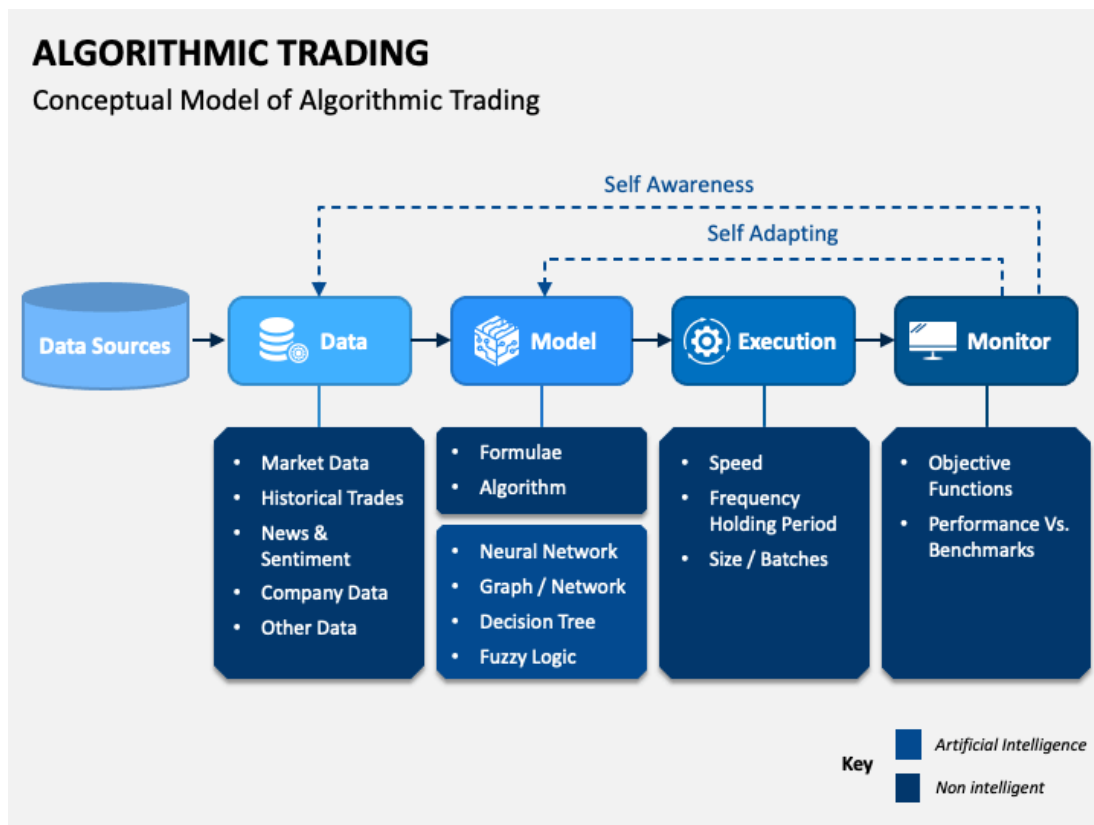 ALGORITHMIC TRADING
Conceptual Model of Algorithmic Trading
Self Awareness
Self Adapting
Data Sources
Data
Model
Execution
Monitor
• Market Data
• Historical Trades
• News &
Sentiment
• Company Data
• Other Data
• Formulae
• Algorithm
• Neural Network
• Graph / Network
• Decision Tree
• Fuzzy Logic
• Speed
• Frequency
Holding Period
• Size / Batches
• Objective
Functions
• Performance Vs.
Benchmarks
Key
Artificial Intelligence
Non intelligent